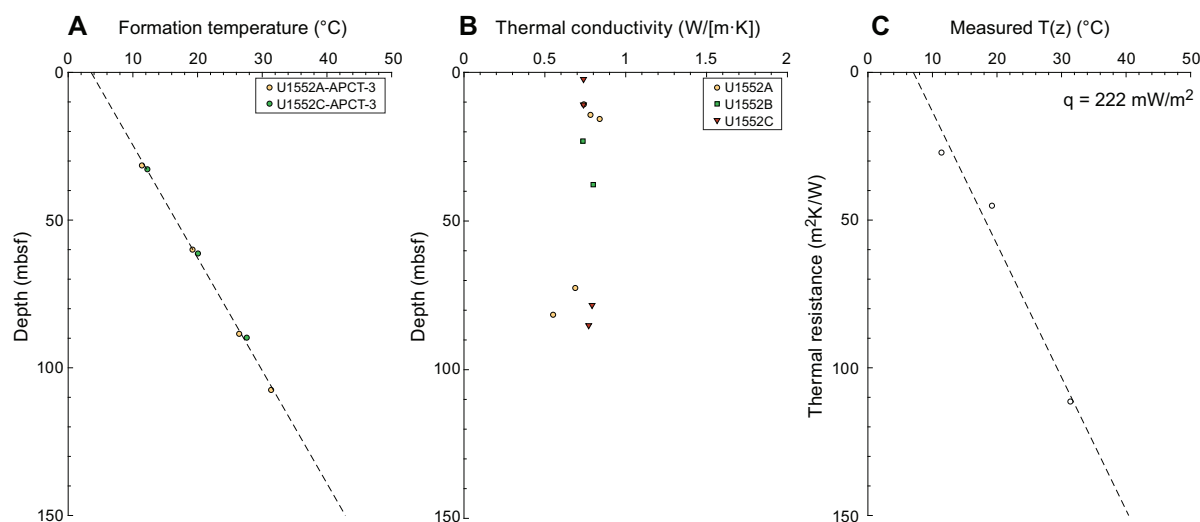 A Formation temperature (°C)
0 10 20 30 40 50
0
50
100
150
Depth (mbsf)
U1552A-APCT-3
U1552C-APCT-3
B Thermal conductivity (W/[m·K])
0 0.5 1 1.5 2
0
50
100
150
Depth (mbsf)
U1552A
U1552B
U1552C
C Measured T(z) (°C)
0 10 20 30 40 50
0
50
100
150
Thermal resistance (m²K/W)
q = 222 mW/m²